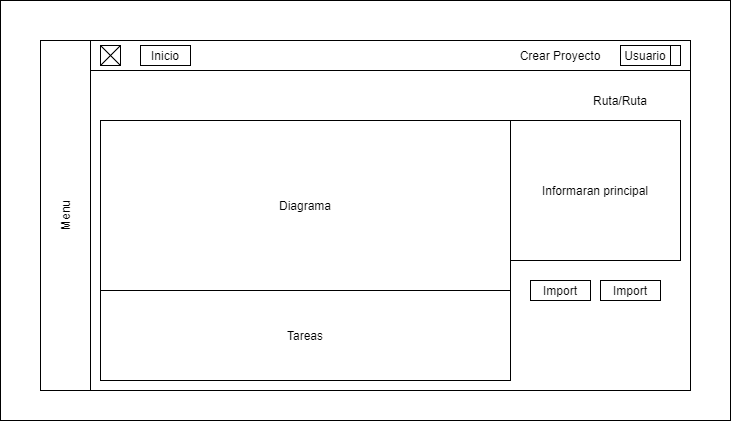 Inicio
Crear Proyecto
Usuario
Ruta/Ruta
Menu
Diagrama
Informaran principal
Import
Import
Tareas